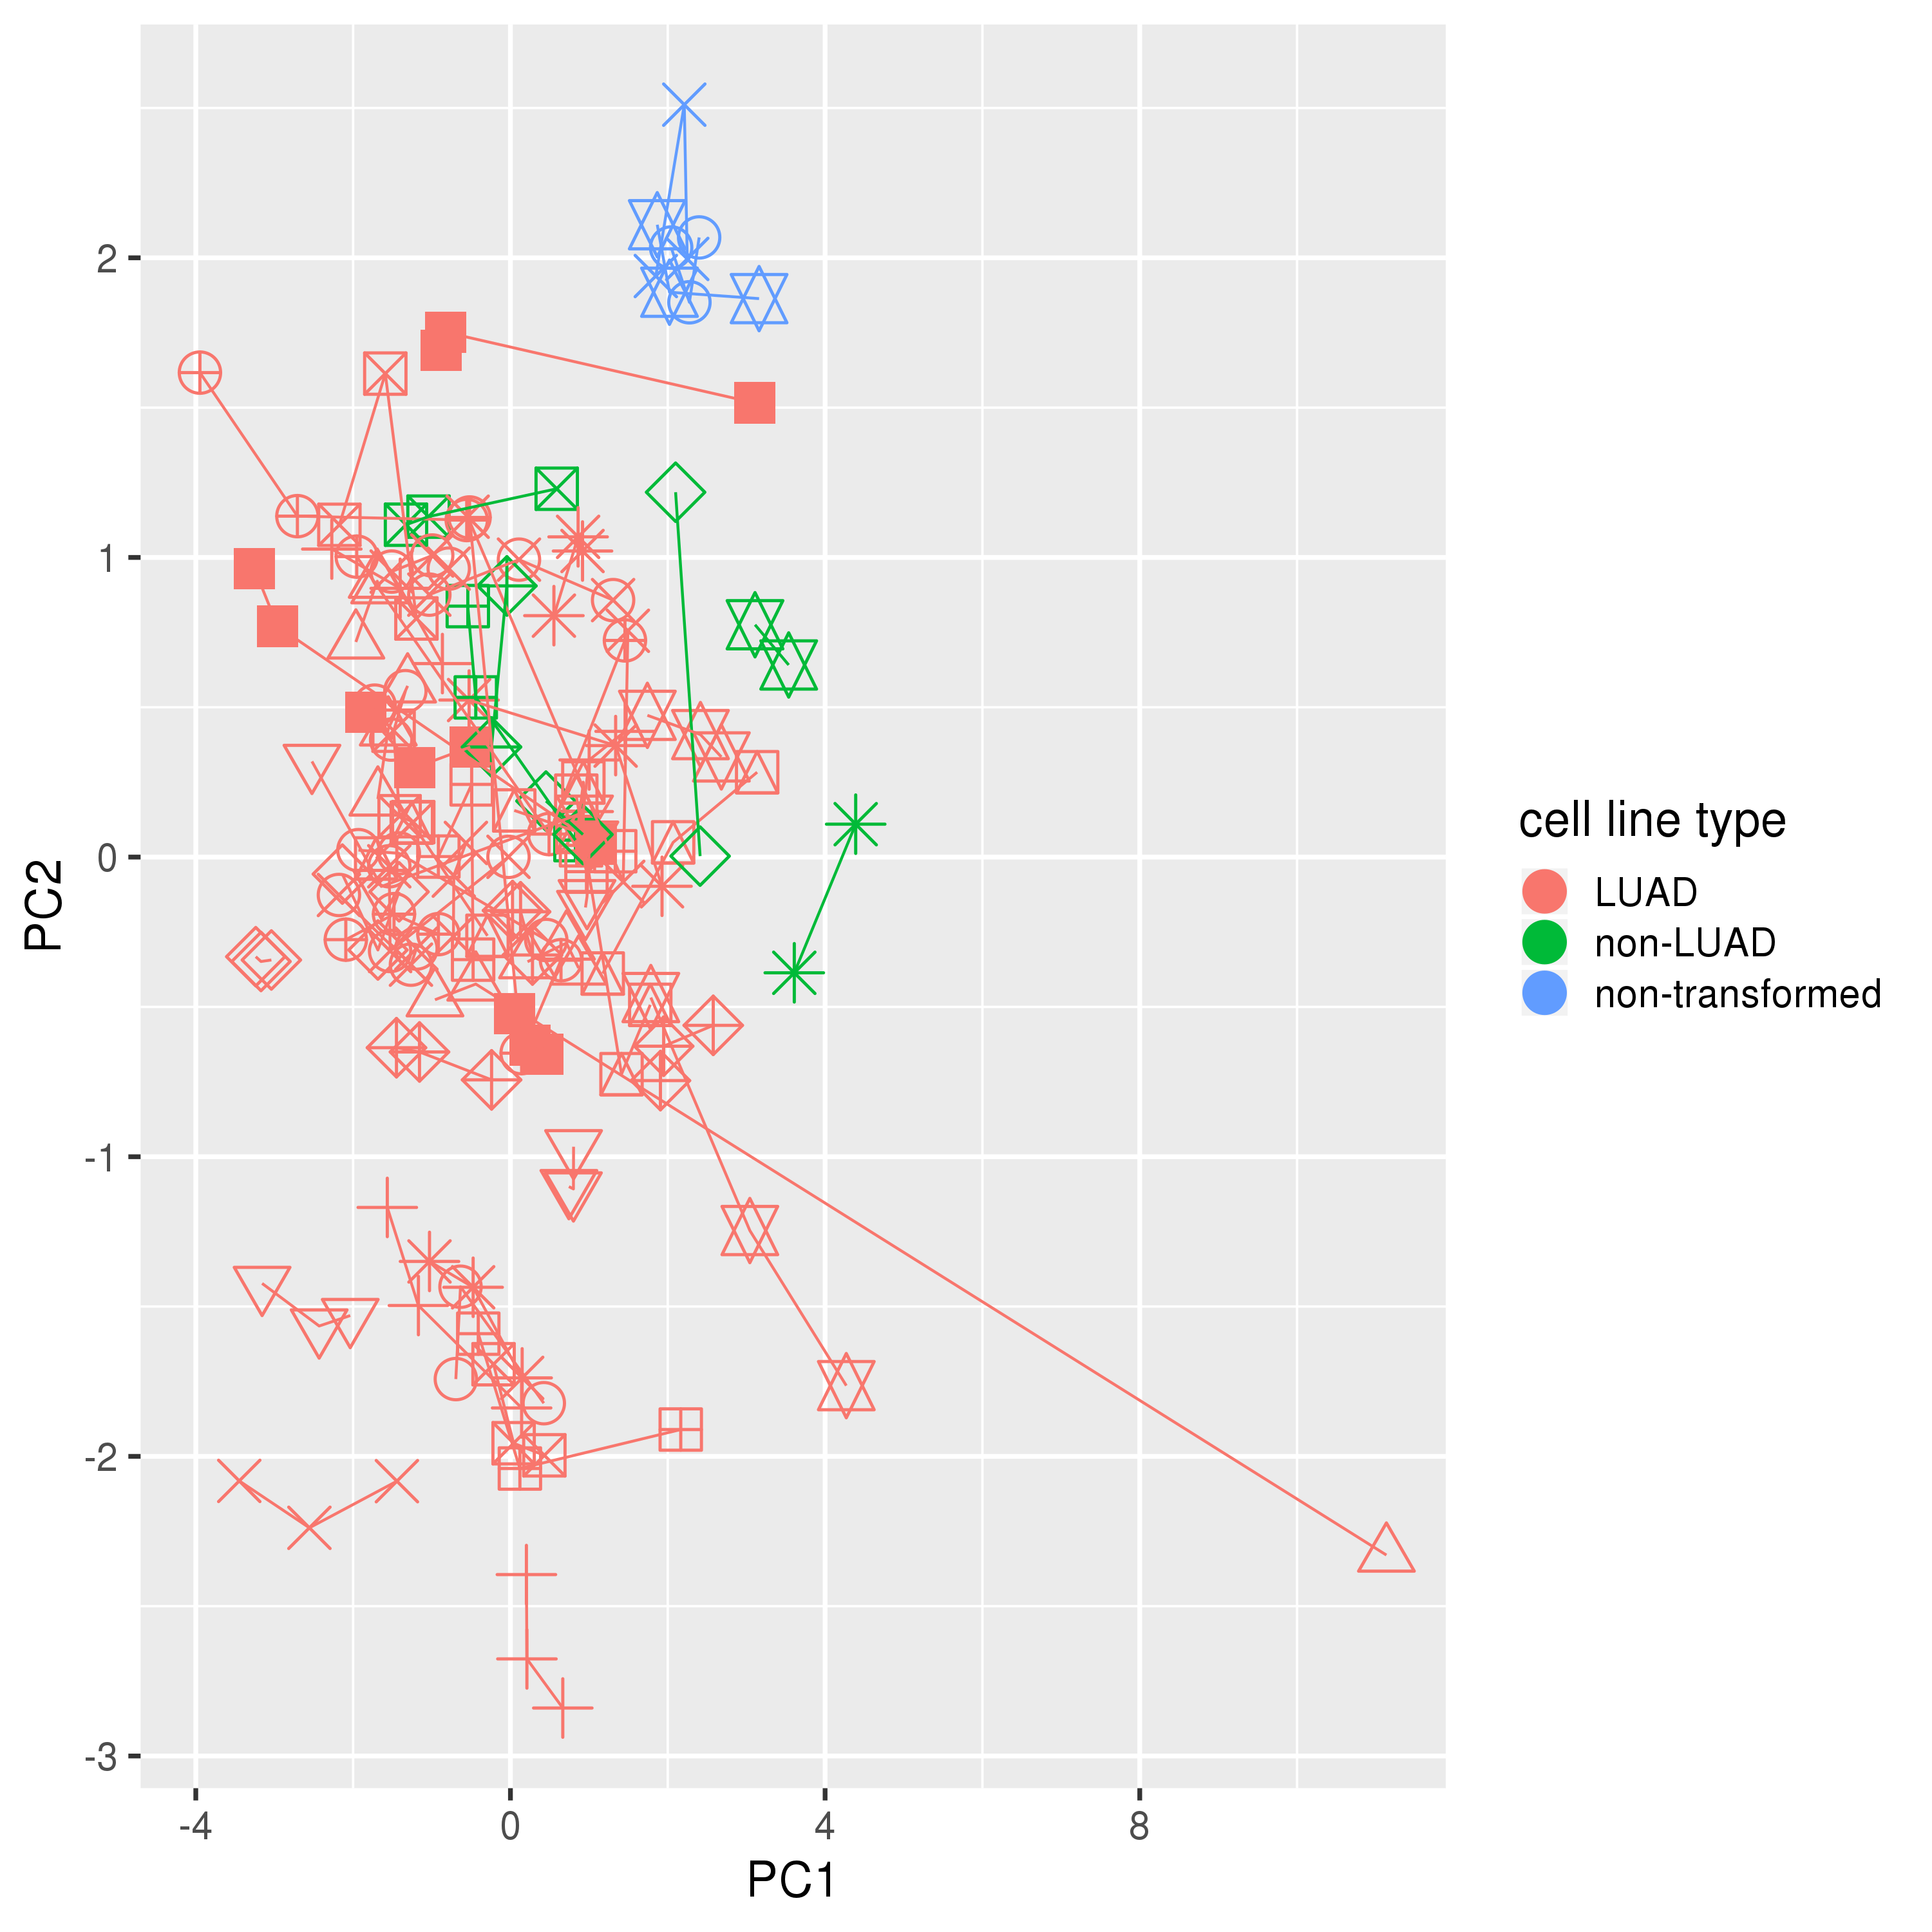 2
1
0
-1
-2
-3
PC2
-4
0
4
8
PC1
cell line type
LUAD
non-LUAD
non-transformed